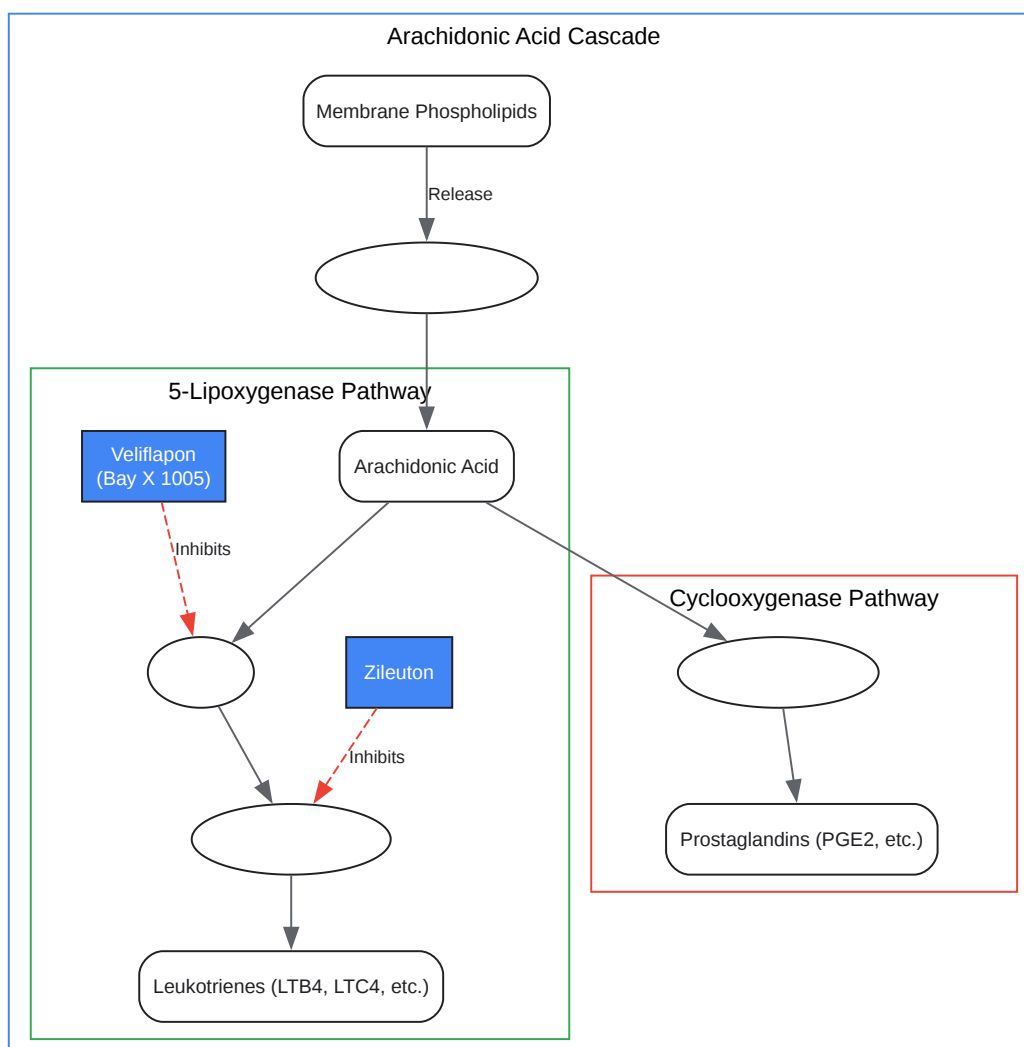 Arachidonic Acid Cascade
Membrane Phospholipids
Release
5-Lipoxygenase Pathway
Veliflapon
(Bay X 1005)
Arachidonic Acid
Inhibits
Cyclooxygenase Pathway
Zileuton
Inhibits
Prostaglandins (PGE2, etc.)
Leukotrienes (LTB4, LTC4, etc.)